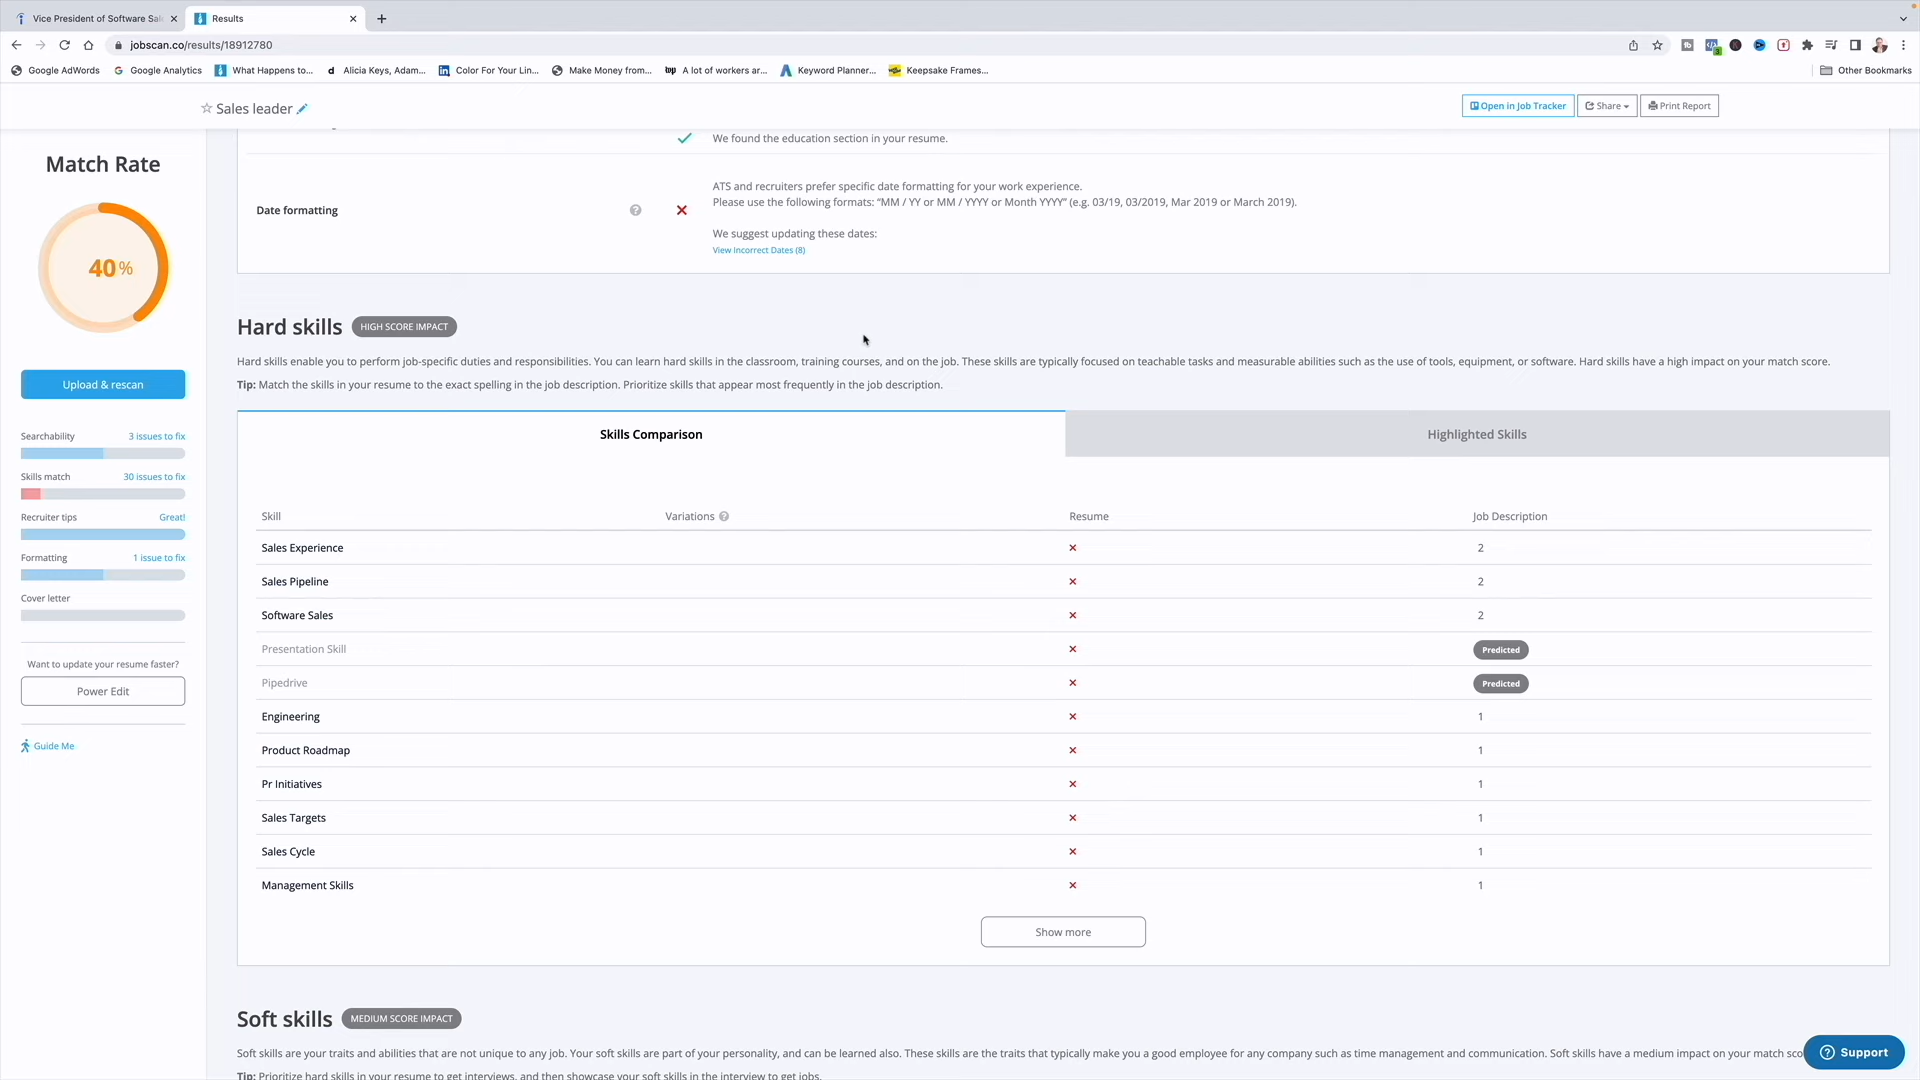 Vice President of Software Sal
Results
jobscan.co/results/18912780
Google AdWords
Google Analytics
What Happens to...
Alicia Keys, Adam...
Color For Your Lin...
Make Money from...
A lot of workers ar...
Keyword Planner...
Keepsake Frames...
Other Bookmarks
Sales leader
Open in Job Tracker
Share
Print Report
Match Rate
40%
Upload & rescan
Searchability 3 issues to fix
Skills match 30 issues to fix
Recruiter tips Great!
Formatting 1 issue to fix
Cover letter
Want to update your resume faster?
Power Edit
Guide Me
We found the education section in your resume.
Date formatting
ATS and recruiters prefer specific date formatting for your work experience.
Please use the following formats: “MM / YY or MM / YYYY or Month YYYY” (e.g. 03/19, 03/2019, Mar 2019 or March 2019).
We suggest updating these dates:
View Incorrect Dates (8)
Hard skills HIGH SCORE IMPACT
Hard skills enable you to perform job-specific duties and responsibilities. You can learn hard skills in the classroom, training courses, and on the job. These skills are typically focused on teachable tasks and measurable abilities such as the use of tools, equipment, or software. Hard skills have a high impact on your match score.
Tip: Match the skills in your resume to the exact spelling in the job description. Prioritize skills that appear most frequently in the job description.
Skills Comparison Highlighted Skills
Skill Variations Resume Job Description
Sales Experience 2
Sales Pipeline 2
Software Sales 2
Presentation Skill Predicted
Pipedrive Predicted
Engineering 1
Product Roadmap 1
Pr Initiatives 1
Sales Targets 1
Sales Cycle 1
Management Skills 1
Show more
Soft skills MEDIUM SCORE IMPACT
Soft skills are your traits and abilities that are not unique to any job. Your soft skills are part of your personality, and can be learned also. These skills are the traits that typically make you a good employee for any company such as time management and communication. Soft skills have a medium impact on your match sco
Tip: Prioritize hard skills in your resume to get interviews, and then showcase your soft skills in the interview to get jobs.
Support